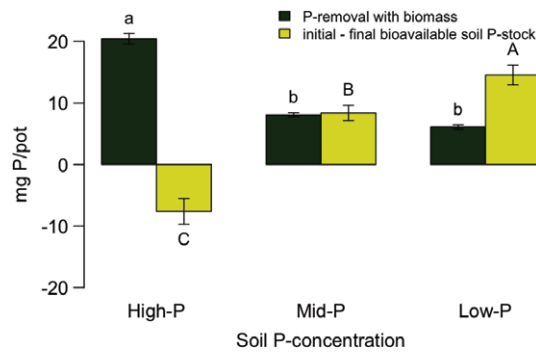 P-removal with biomass
initial - final bioavailable soil P-stock
mg P/pot
20
10
0
-10
-20
a
C
b
B
b
A
High-P
Mid-P
Low-P
Soil P-concentration